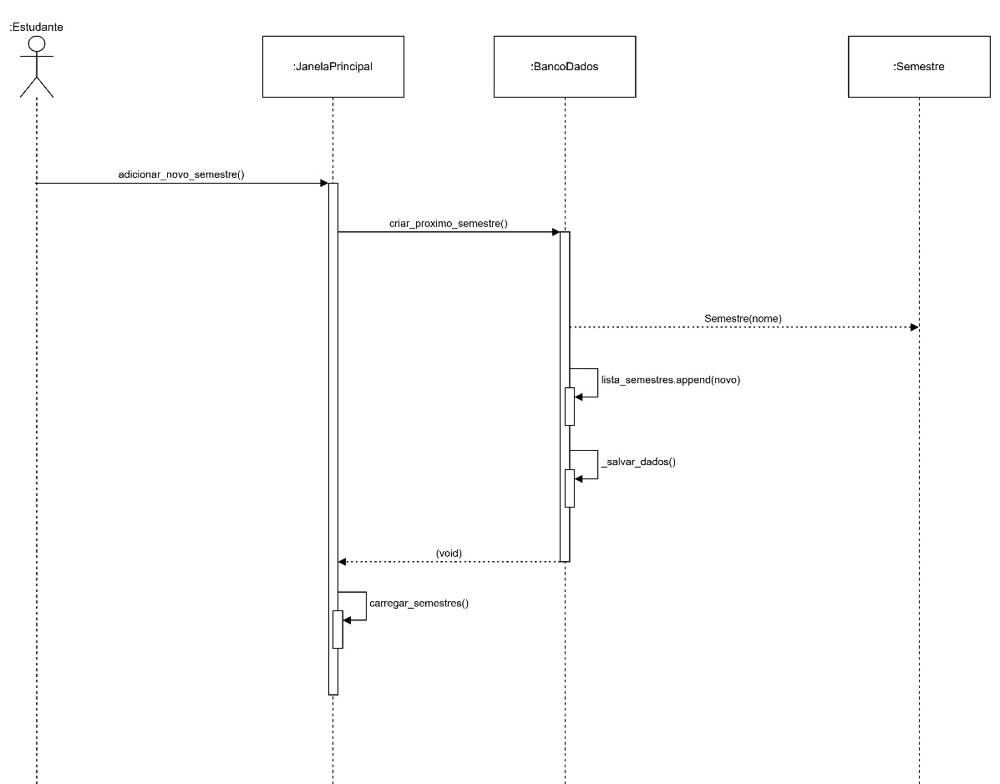 :Estudante
:JanelaPrincipal
:BancoDados
:Semestre
adicionar_novo_semestre()
criar_proximo_semestre()
Semestre(nome)
lista_semestres.append(novo)
_salvar_dados()
(void)
carregar_semestres()